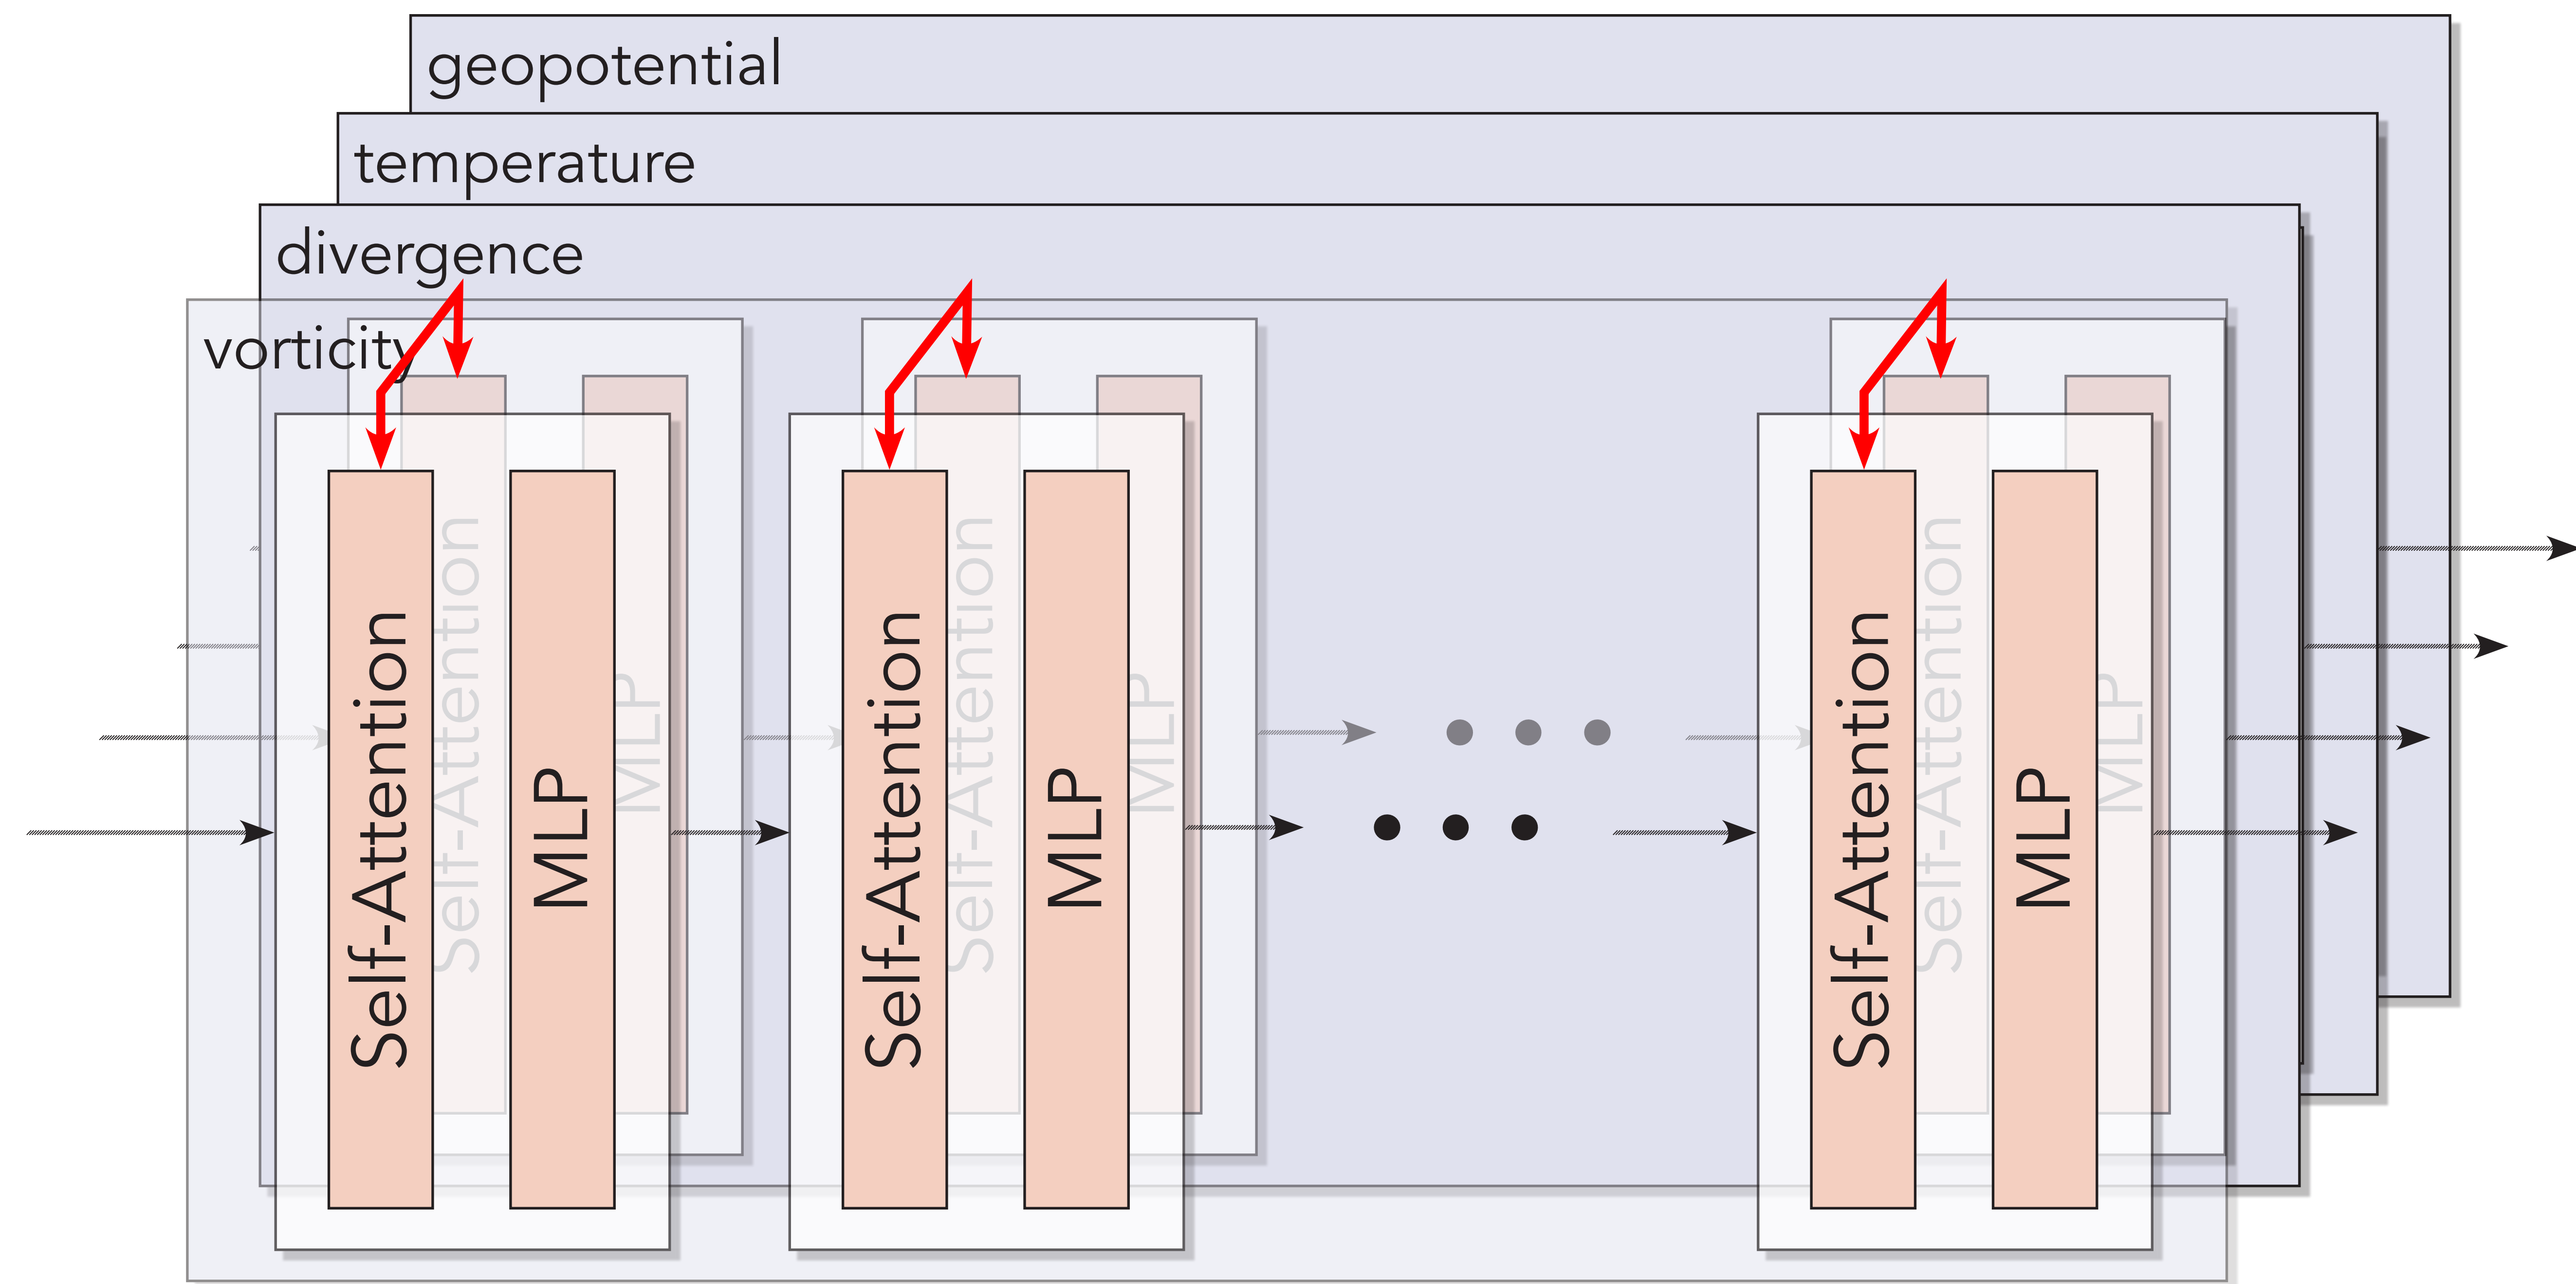 geopotential
temperature
divergence
vorticity
Self-Attention
Self-Attention
MLP
MLP
Self-Attention
Self-Attention
MLP
MLP
Self-Attention
Self-Attention
MLP
MLP